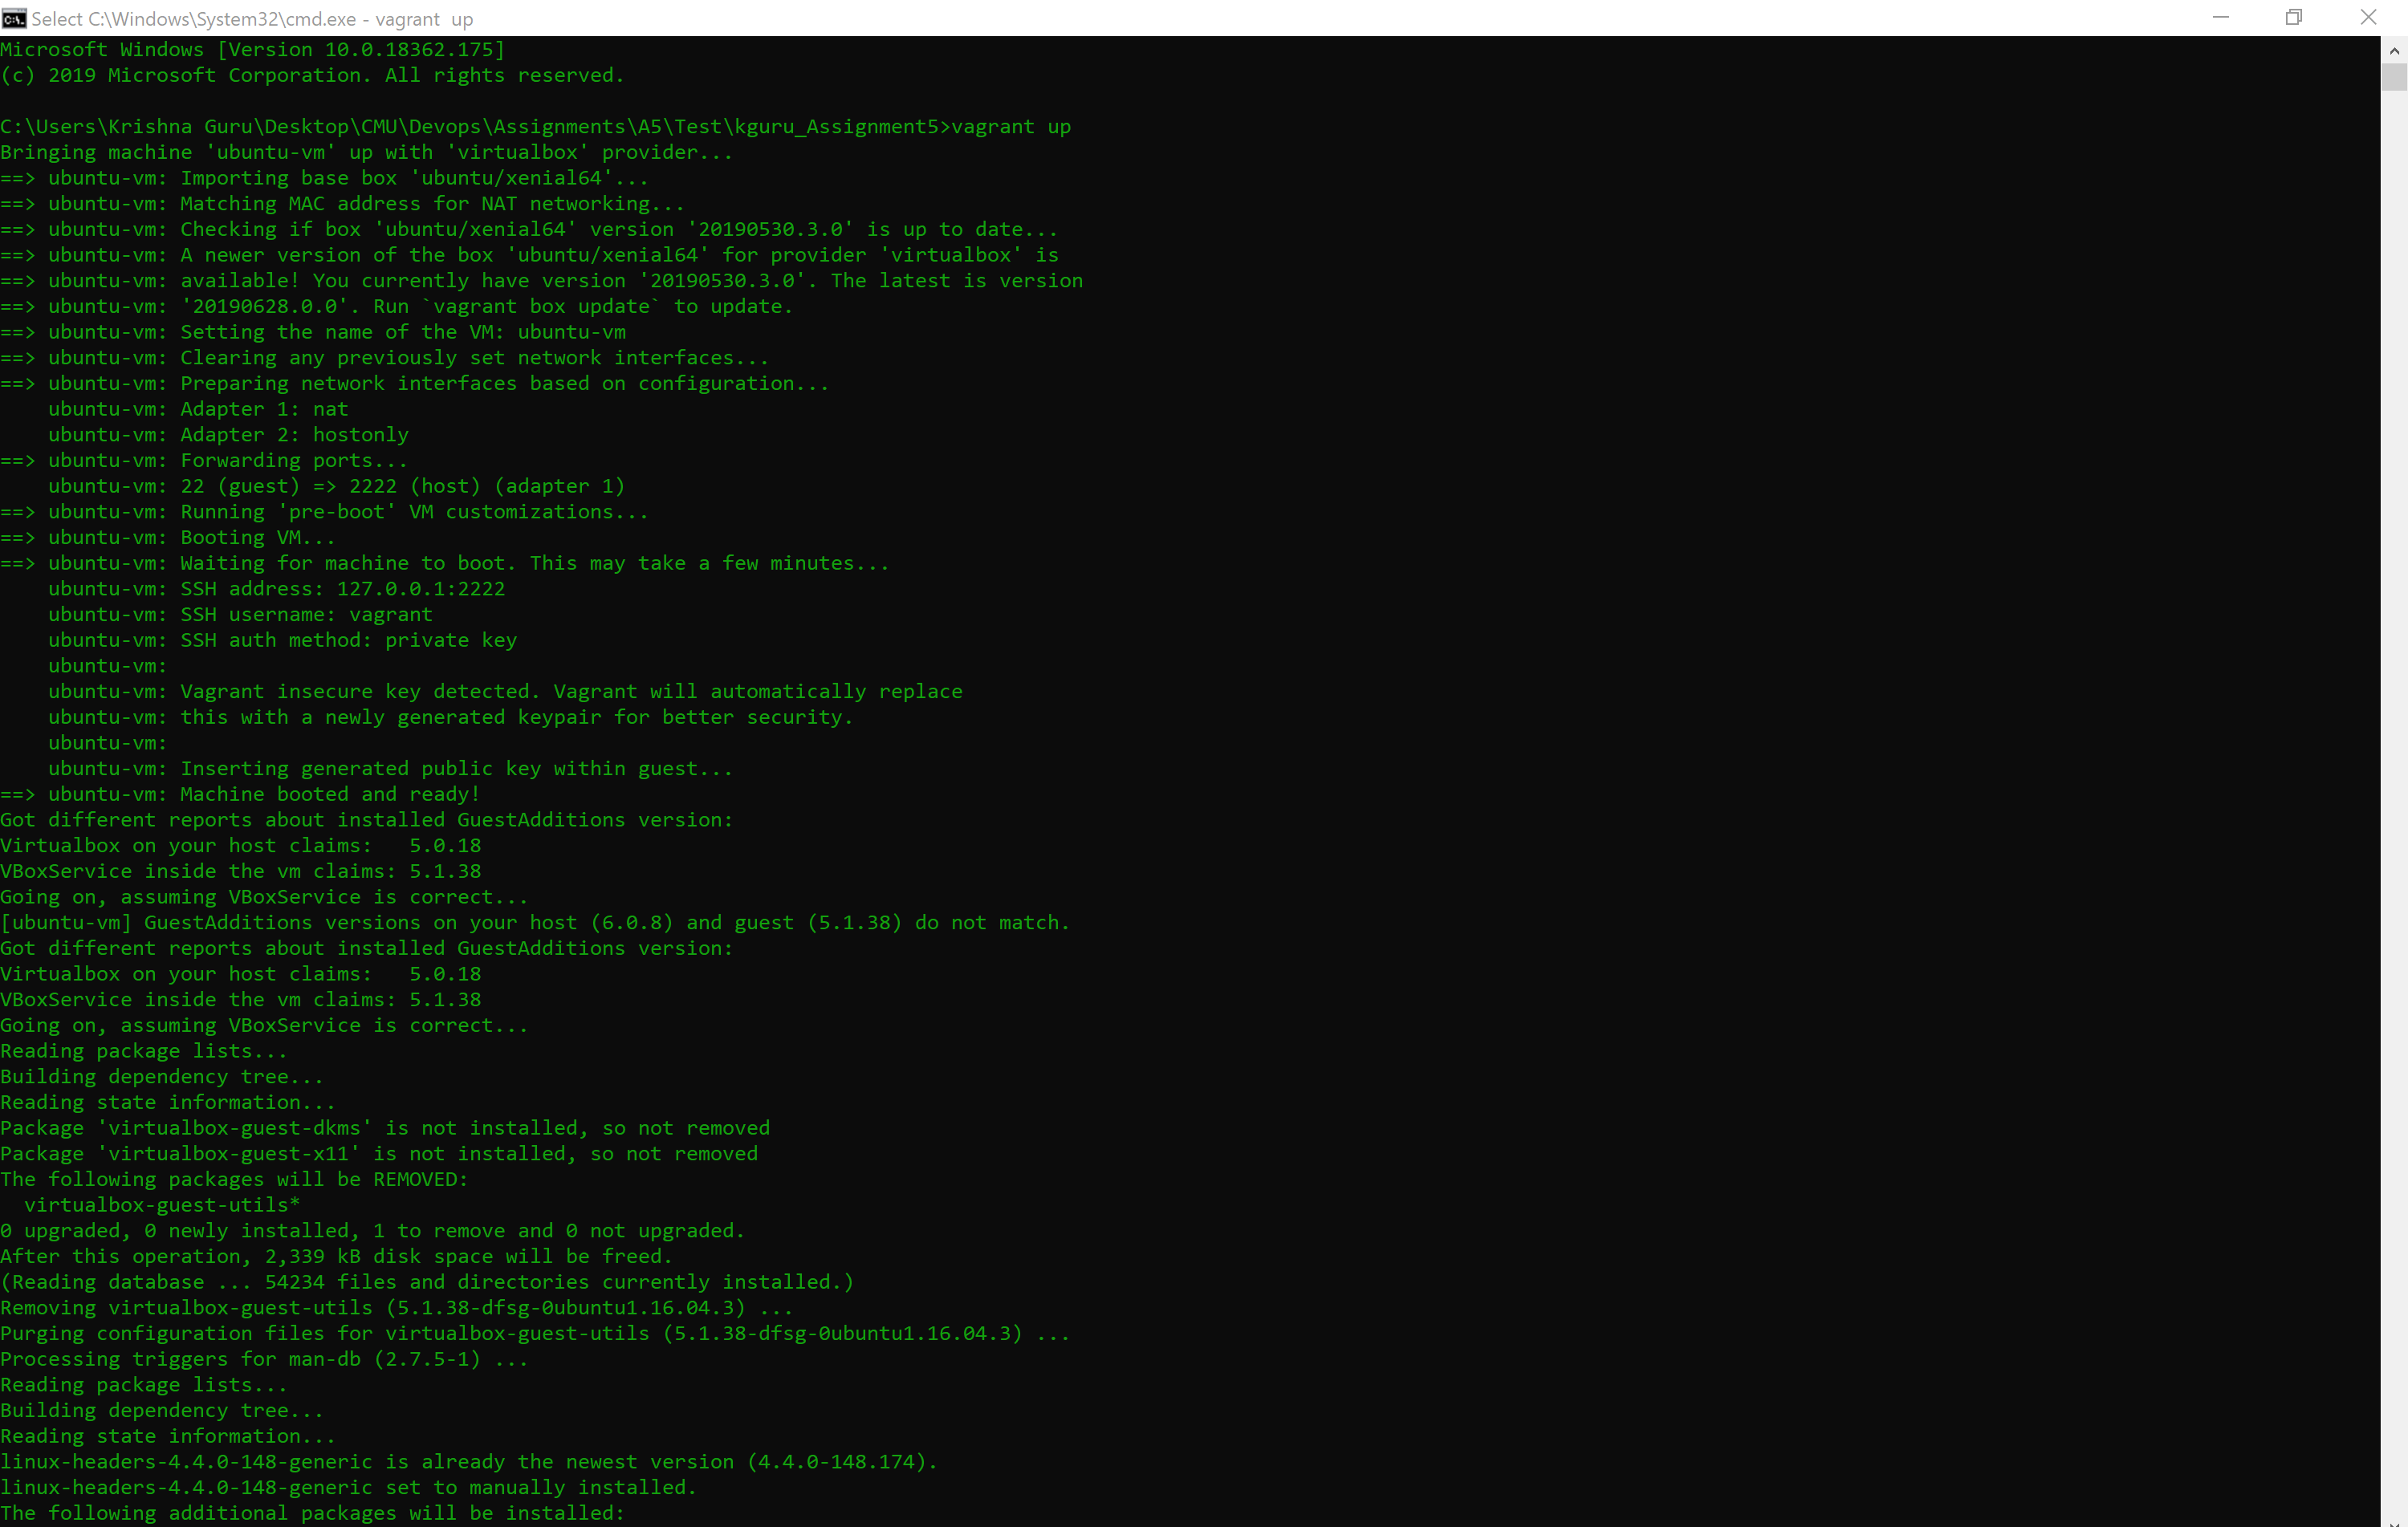 Select C:\Windows\System32\cmd.exe - vagrant  up
Microsoft Windows [Version 10.0.18362.175]
(c) 2019 Microsoft Corporation. All rights reserved.

C:\Users\Krishna Guru\Desktop\CMU\Devops\Assignments\A5\Test\kguru_Assignment5>vagrant up
Bringing machine 'ubuntu-vm' up with 'virtualbox' provider...
==> ubuntu-vm: Importing base box 'ubuntu/xenial64'...
==> ubuntu-vm: Matching MAC address for NAT networking...
==> ubuntu-vm: Checking if box 'ubuntu/xenial64' version '20190530.3.0' is up to date...
==> ubuntu-vm: A newer version of the box 'ubuntu/xenial64' for provider 'virtualbox' is
==> ubuntu-vm: available! You currently have version '20190530.3.0'. The latest is version
==> ubuntu-vm: '20190628.0.0'. Run `vagrant box update` to update.
==> ubuntu-vm: Setting the name of the VM: ubuntu-vm
==> ubuntu-vm: Clearing any previously set network interfaces...
==> ubuntu-vm: Preparing network interfaces based on configuration...
    ubuntu-vm: Adapter 1: nat
    ubuntu-vm: Adapter 2: hostonly
==> ubuntu-vm: Forwarding ports...
    ubuntu-vm: 22 (guest) => 2222 (host) (adapter 1)
==> ubuntu-vm: Running 'pre-boot' VM customizations...
==> ubuntu-vm: Booting VM...
==> ubuntu-vm: Waiting for machine to boot. This may take a few minutes...
    ubuntu-vm: SSH address: 127.0.0.1:2222
    ubuntu-vm: SSH username: vagrant
    ubuntu-vm: SSH auth method: private key
    ubuntu-vm:
    ubuntu-vm: Vagrant insecure key detected. Vagrant will automatically replace
    ubuntu-vm: this with a newly generated keypair for better security.
    ubuntu-vm:
    ubuntu-vm: Inserting generated public key within guest...
==> ubuntu-vm: Machine booted and ready!
Got different reports about installed GuestAdditions version:
Virtualbox on your host claims:   5.0.18
VBoxService inside the vm claims: 5.1.38
Going on, assuming VBoxService is correct...
[ubuntu-vm] GuestAdditions versions on your host (6.0.8) and guest (5.1.38) do not match.
Got different reports about installed GuestAdditions version:
Virtualbox on your host claims:   5.0.18
VBoxService inside the vm claims: 5.1.38
Going on, assuming VBoxService is correct...
Reading package lists...
Building dependency tree...
Reading state information...
Package 'virtualbox-guest-dkms' is not installed, so not removed
Package 'virtualbox-guest-x11' is not installed, so not removed
The following packages will be REMOVED:
  virtualbox-guest-utils*
0 upgraded, 0 newly installed, 1 to remove and 0 not upgraded.
After this operation, 2,339 kB disk space will be freed.
(Reading database ... 54234 files and directories currently installed.)
Removing virtualbox-guest-utils (5.1.38-dfsg-0ubuntu1.16.04.3) ...
Purging configuration files for virtualbox-guest-utils (5.1.38-dfsg-0ubuntu1.16.04.3) ...
Processing triggers for man-db (2.7.5-1) ...
Reading package lists...
Building dependency tree...
Reading state information...
linux-headers-4.4.0-148-generic is already the newest version (4.4.0-148.174).
linux-headers-4.4.0-148-generic set to manually installed.
The following additional packages will be installed: